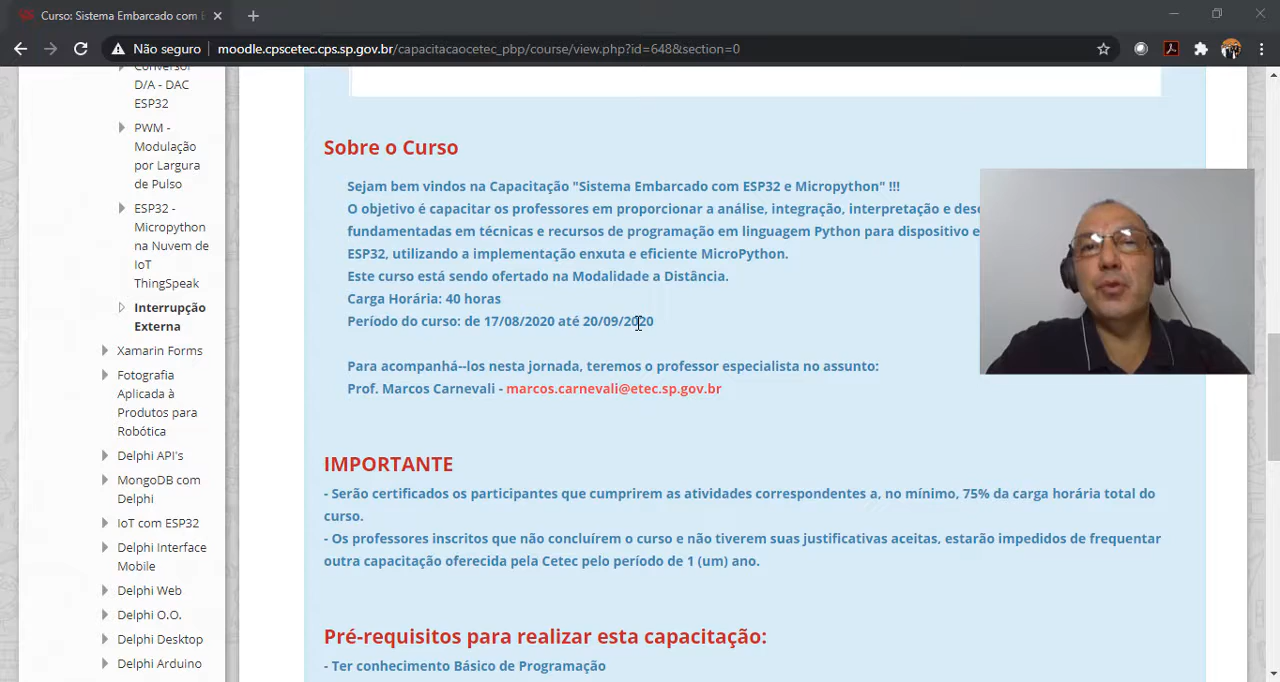 Curso: Sistema Embarcado com E
Não seguro
moodle.cpscetec.cps.sp.gov.br/capacitacaocetec_pbp/course/view.php?id=648&section=0
Conversor
D/A - DAC
ESP32
PWM -
Modulação
por Largura
de Pulso
ESP32 -
Micropython
na Nuvem de
IoT
ThingSpeak
Interrupção
Externa
Xamarin Forms
Fotografia
Aplicada à
Produtos para
Robótica
Delphi API's
MongoDB com
Delphi
IoT com ESP32
Delphi Interface
Mobile
Delphi Web
Delphi O.O.
Delphi Desktop
Delphi Arduino
Sobre o Curso
Sejam bem vindos na Capacitação "Sistema Embarcado com ESP32 e Micropython" !!!
O objetivo é capacitar os professores em proporcionar a análise, integração, interpretação e des
fundamentadas em técnicas e recursos de programação em linguagem Python para dispositivo e
ESP32, utilizando a implementação enxuta e eficiente MicroPython.
Este curso está sendo ofertado na Modalidade a Distância.
Carga Horária: 40 horas
Período do curso: de 17/08/2020 até 20/09/2020
Para acompanhá--los nesta jornada, teremos o professor especialista no assunto:
Prof. Marcos Carnevali - marcos.carnevali@etec.sp.gov.br
IMPORTANTE
- Serão certificados os participantes que cumprirem as atividades correspondentes a, no mínimo, 75% da carga horária total do
curso.
- Os professores inscritos que não concluírem o curso e não tiverem suas justificativas aceitas, estarão impedidos de frequentar
outra capacitação oferecida pela Cetec pelo período de 1 (um) ano.
Pré-requisitos para realizar esta capacitação:
- Ter conhecimento Básico de Programação